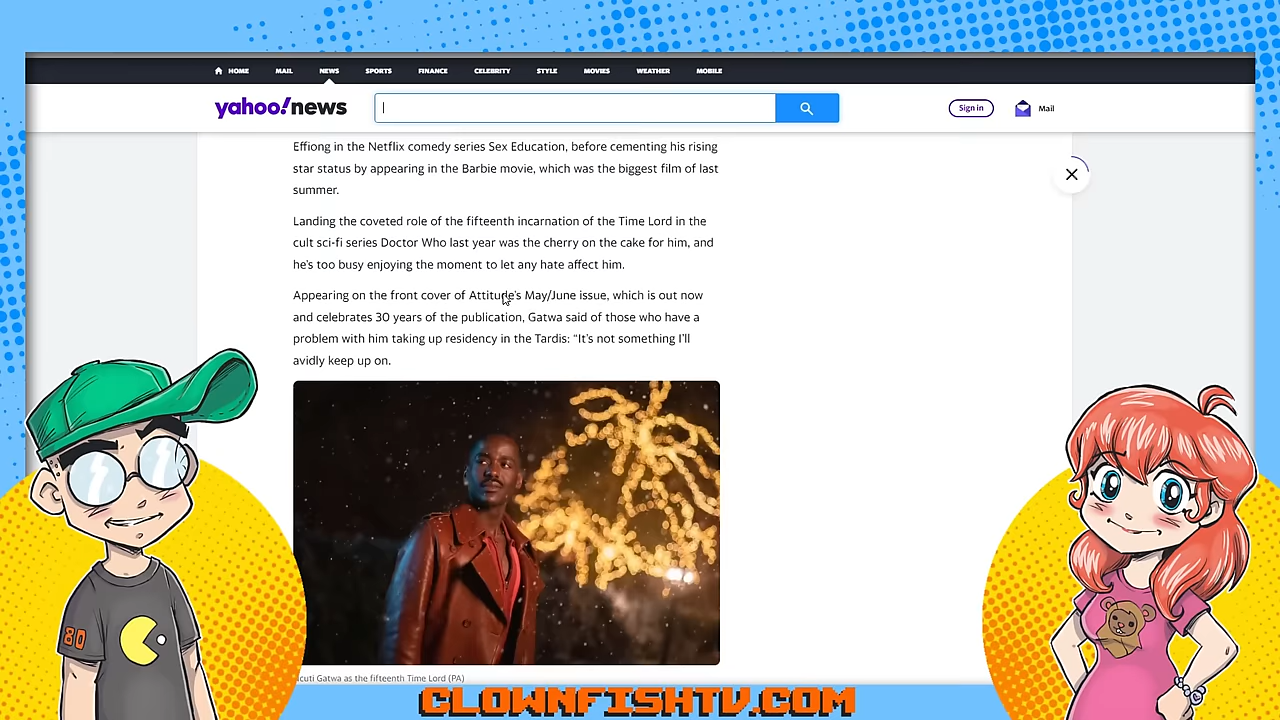 HOME MAIL NEWS SPORTS FINANCE CELEBRITY STYLE MOVIES WEATHER MOBILE
yahoo!news
Sign in
Mail
Effiong in the Netflix comedy series Sex Education, before cementing his rising
star status by appearing in the Barbie movie, which was the biggest film of last
summer.
Landing the coveted role of the fifteenth incarnation of the Time Lord in the
cult sci-fi series Doctor Who last year was the cherry on the cake for him, and
he's too busy enjoying the moment to let any hate affect him.
Appearing on the front cover of Attitude's May/June issue, which is out now
and celebrates 30 years of the publication, Gatwa said of those who have a
problem with him taking up residency in the Tardis: “It's not something I'll
avidly keep up on.
cuti Gatwa as the fifteenth Time Lord (PA)
80
CLOWNFISHTV.COM